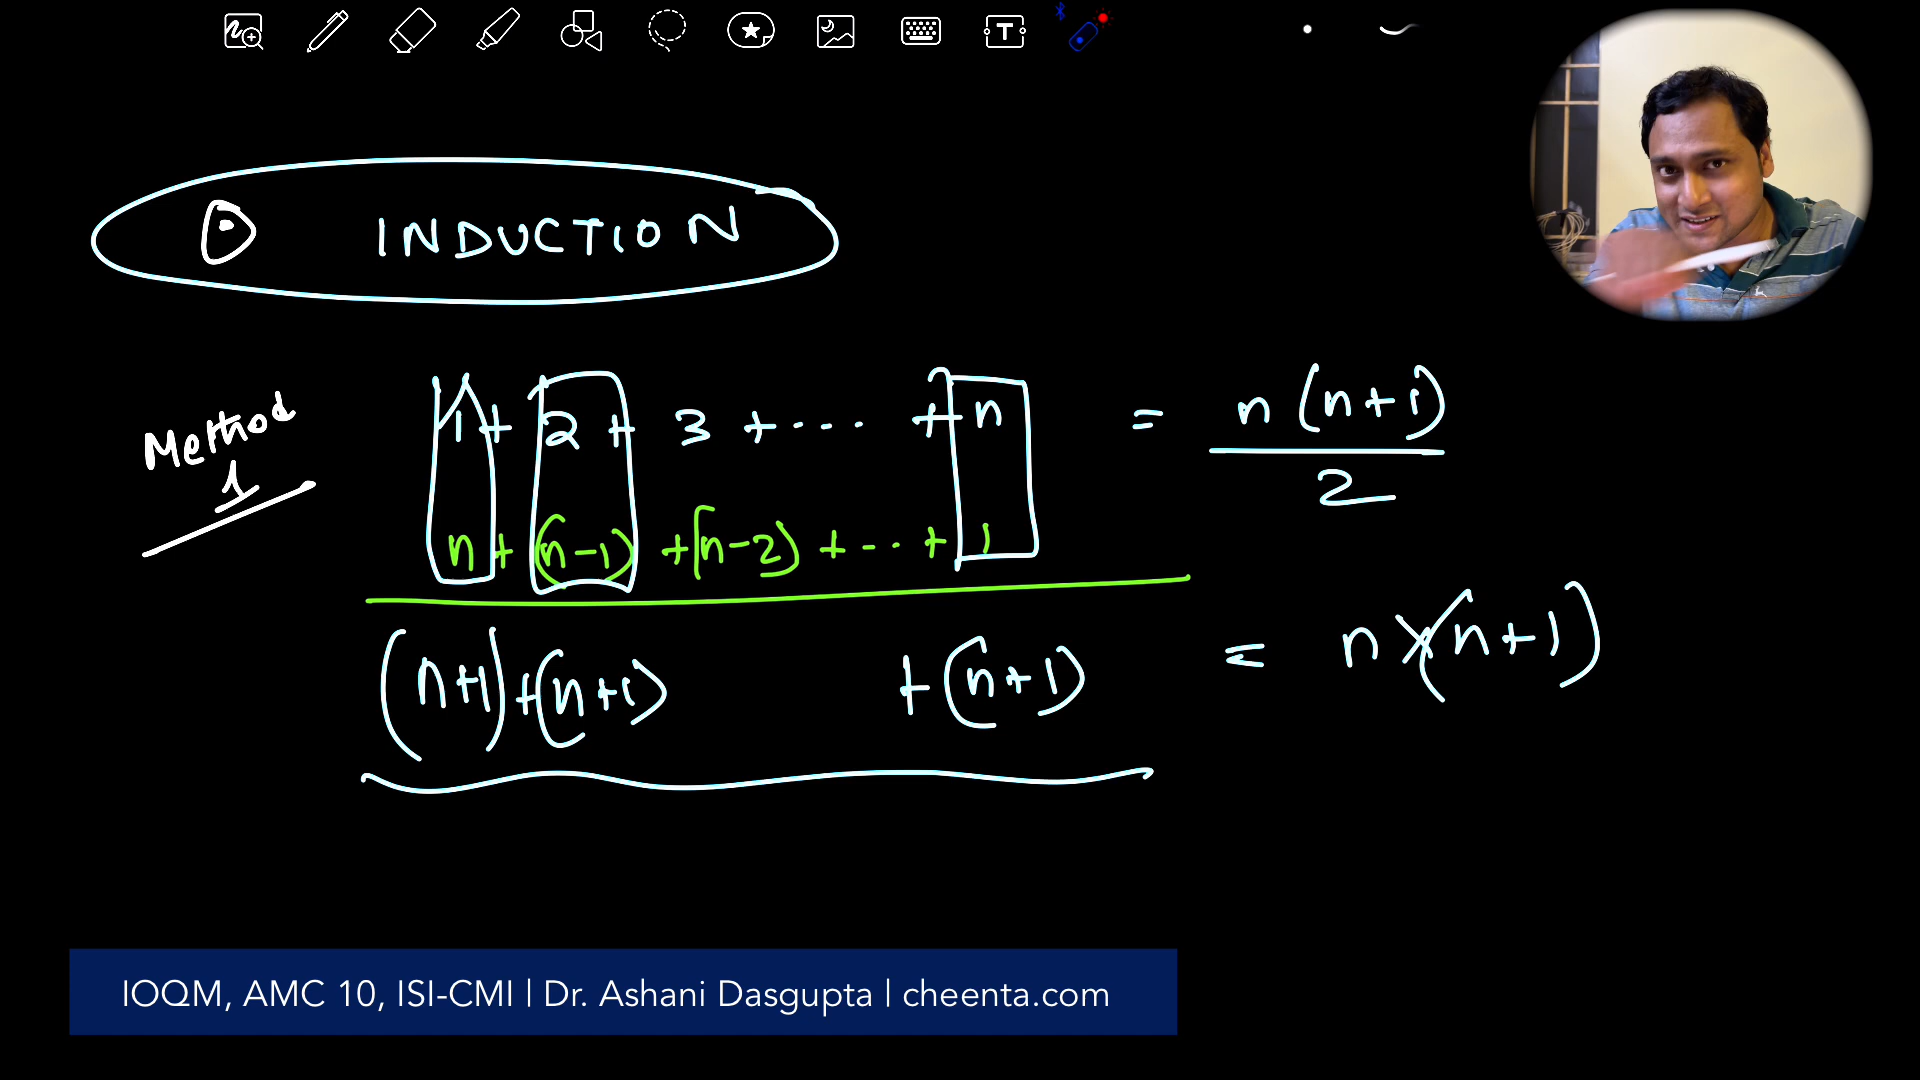 INDUCTION
Method
1
1 + 2 + 3 + ... + n = n(n+1)
2
n + (n-1) + (n-2) + ... + 1
(n+1) + (n+1) + (n+1) = n × (n+1)
IOQM, AMC 10, ISI-CMI | Dr. Ashani Dasgupta | cheenta.com